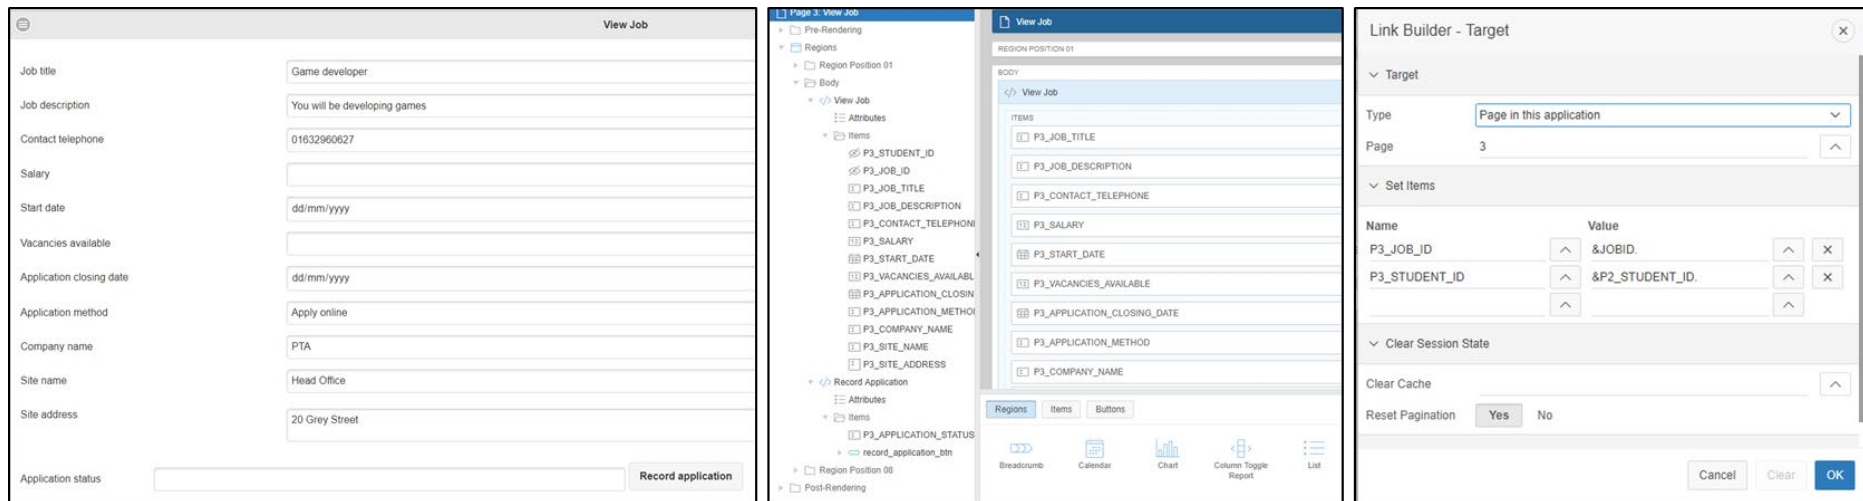 View Job
Job title Game developer
Job description You will be developing games
Contact telephone 01632960627
Salary
Start date dd/mm/yyyy
Vacancies available
Application closing date dd/mm/yyyy
Application method Apply online
Company name PTA
Site name Head Office
Site address 20 Grey Street
Application status Record application
Page 3: View Job
Pre-Rendering
Regions
Region Position 01
Body
View Job
Attributes
Items
P3_STUDENT_ID
P3_JOB_ID
P3_JOB_TITLE
P3_JOB_DESCRIPTION
P3_CONTACT_TELEPHON
P3_SALARY
P3_START_DATE
P3_VACANCIES_AVAILABL
P3_APPLICATION_CLOSIN
P3_APPLICATION_METHO
P3_COMPANY_NAME
P3_SITE_NAME
P3_SITE_ADDRESS
Record Application
Attributes
Items
P3_APPLICATION_STATUS
record_application_btn
Region Position 08
Post-Rendering
View Job
REGION POSITION 01
BODY
View Job
ITEMS
P3_JOB_TITLE
P3_JOB_DESCRIPTION
P3_CONTACT_TELEPHONE
P3_SALARY
P3_START_DATE
P3_VACANCIES_AVAILABLE
P3_APPLICATION_CLOSING_DATE
P3_APPLICATION_METHOD
P3_COMPANY_NAME
Regions Items Buttons
Breadcrumb Calendar Chart Column Toggle List
Report
Link Builder - Target
Target
Type Page in this application
Page 3
Set Items
Name Value
P3_JOB_ID &JOBID.
P3_STUDENT_ID &P2_STUDENT_ID.
Clear Session State
Clear Cache
Reset Pagination Yes No
Cancel Clear OK